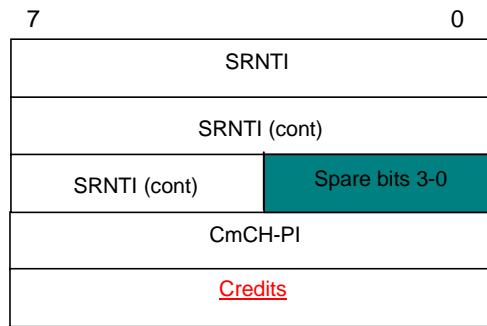 7 0
SRNTI
SRNTI (cont)
SRNTI (cont) Spare bits 3-0
CmCH-PI
Credits